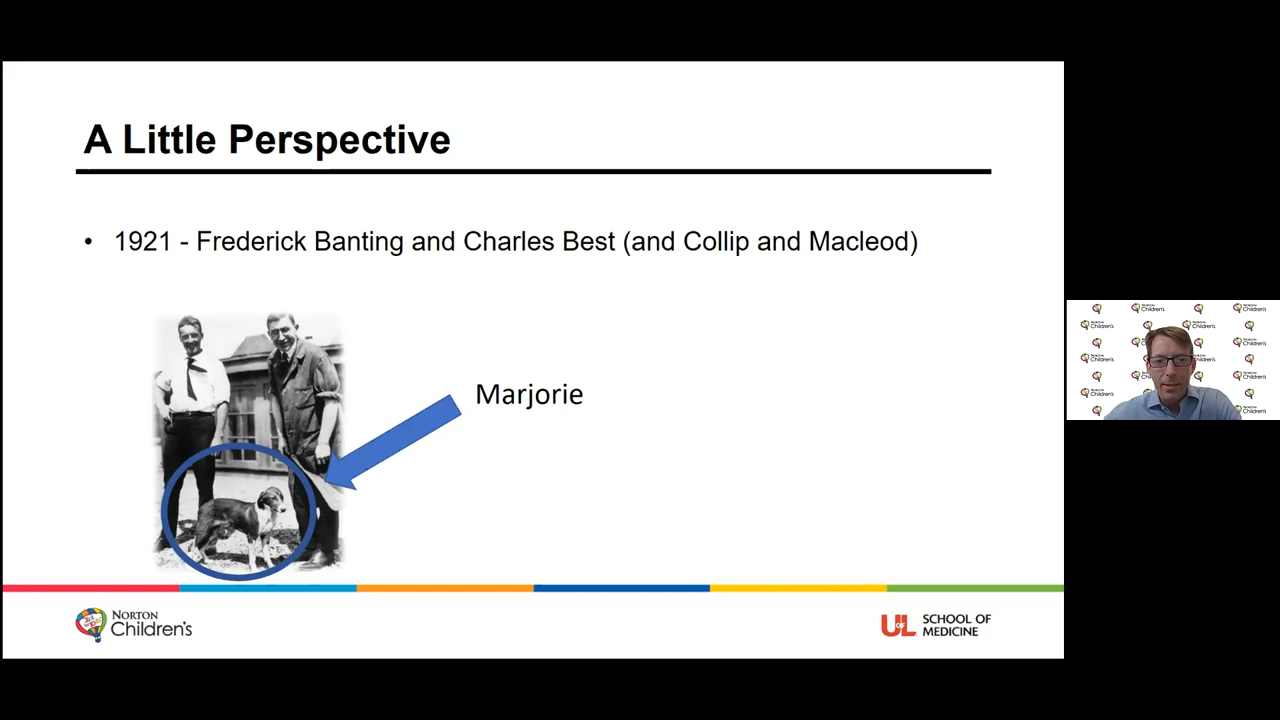 A Little Perspective
• 1921 - Frederick Banting and Charles Best (and Collip and Macleod)
Marjorie
NORTON
Children's
UofL
SCHOOL OF
MEDICINE